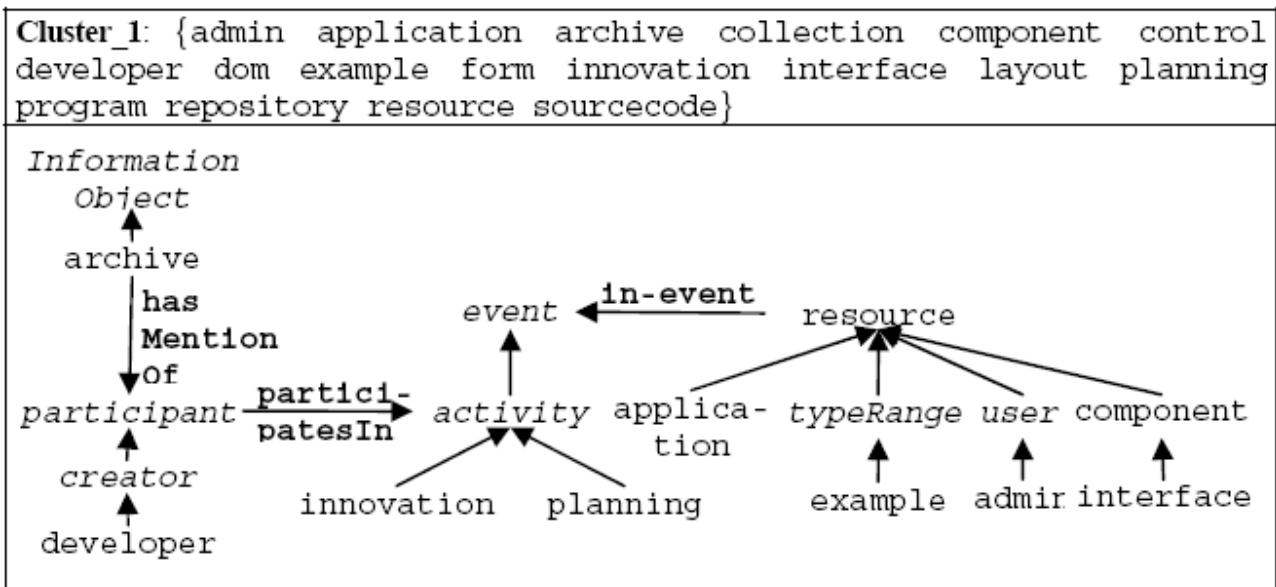 Cluster_1: {admin application archive collection component control
developer dom example form innovation interface layout planning
program repository resource sourcecode}
Information
Object
archive
has
Mention
Of
participant
creator
developer
partici-
patesIn
event
in-event
resource
activity
innovation
planning
applica-
tion
typeRange
user
component
example
admin
interface